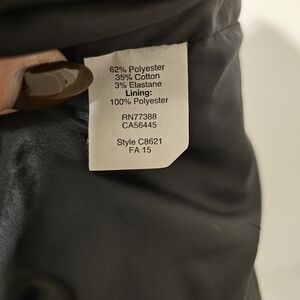 62% Polyester
35% Cotton
3% Elastane
Lining:
100% Polyester
RN77388
CA56445
Style C8621
FA 15